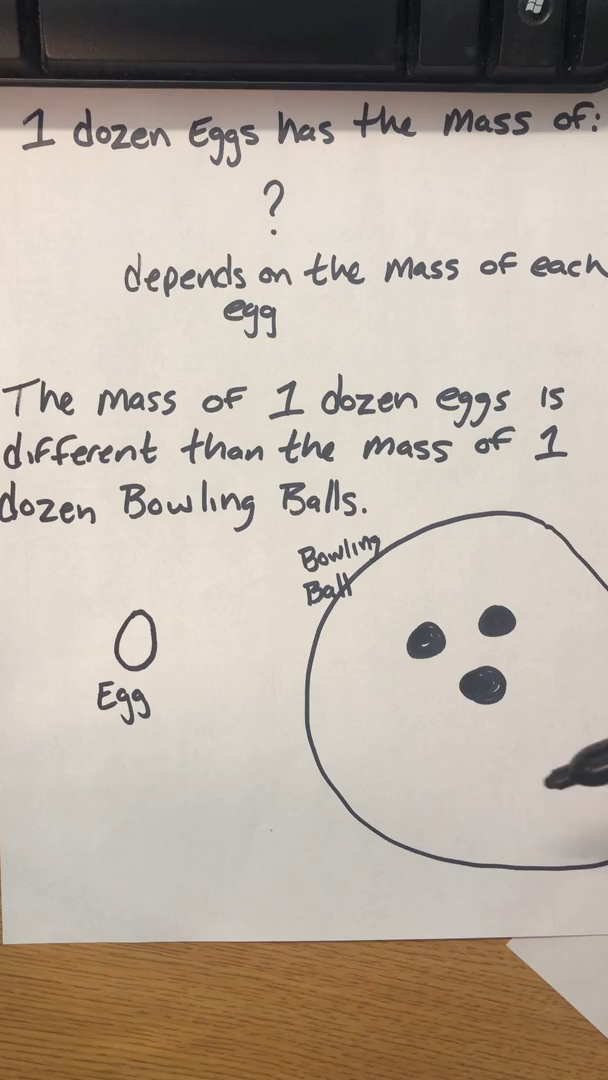 1 dozen Eggs has the Mass of:
?
depends on the Mass of each
egg
The Mass of 1 dozen eggs is
different than the mass of 1
dozen Bowling Balls.
Bowling
Ball
Egg